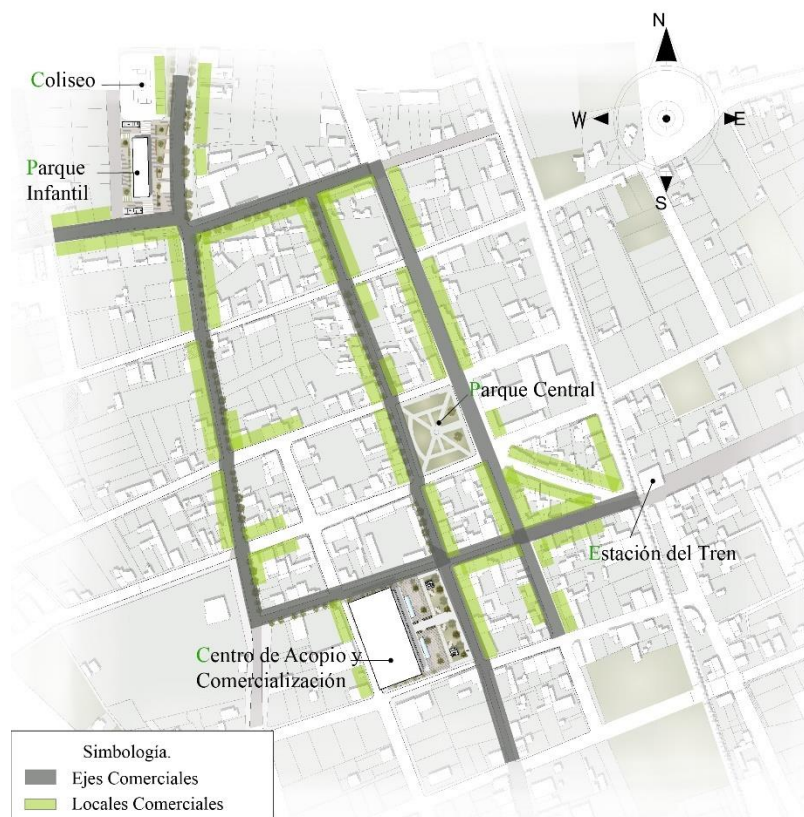 N
Coliseo
W
E
Parque
Infantil
S
Parque Central
Estación del Tren
Centro de Acopio y
Comercialización
Simbología.
Ejes Comerciales
Locales Comerciales